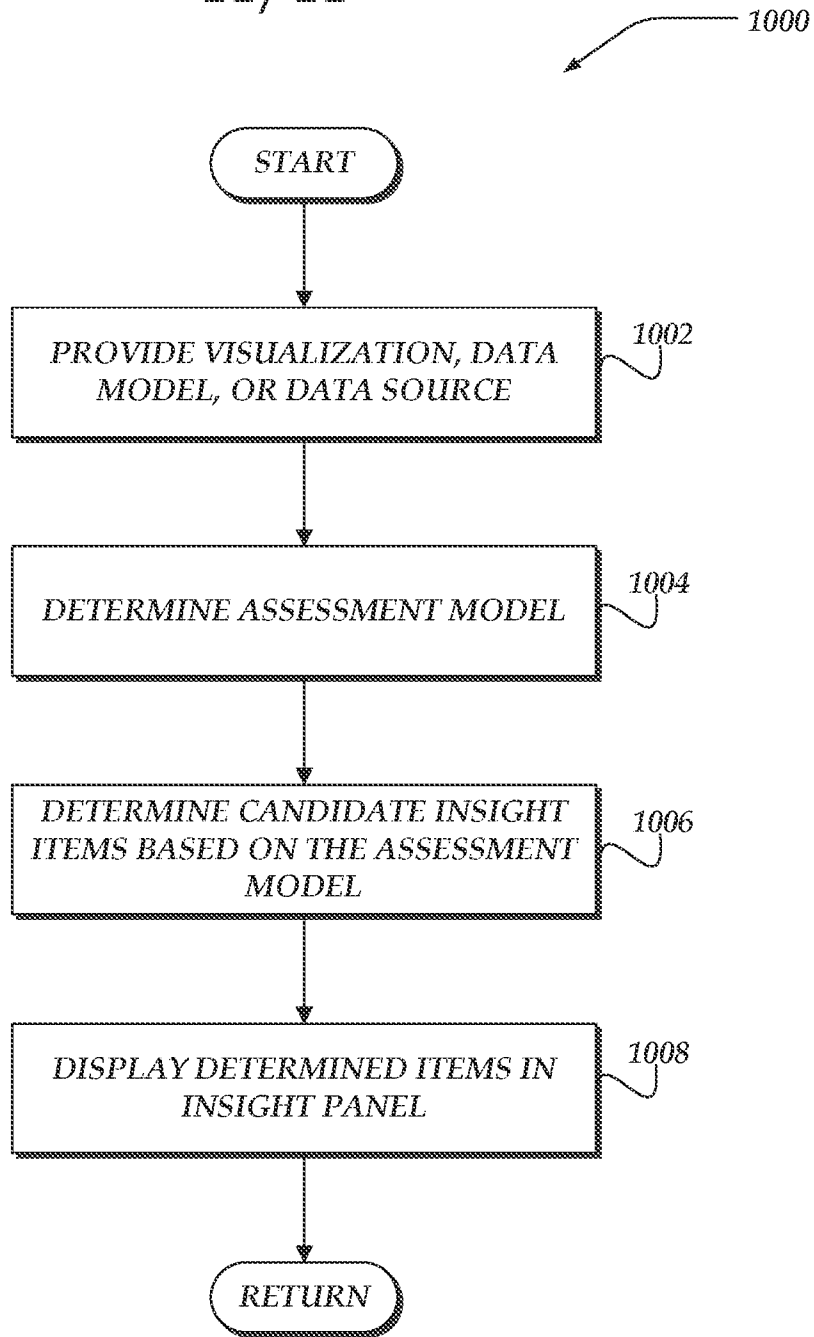 1000
START
PROVIDE VISUALIZATION, DATA
MODEL, OR DATA SOURCE
1002
DETERMINE ASSESSMENT MODEL
1004
DETERMINE CANDIDATE INSIGHT
ITEMS BASED ON THE ASSESSMENT
MODEL
1006
DISPLAY DETERMINED ITEMS IN
INSIGHT PANEL
1008
RETURN